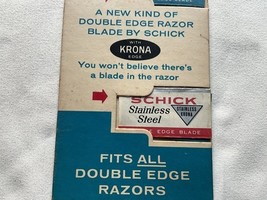 A NEW KIND OF
DOUBLE EDGE RAZOR
BLADE BY SCHICK
WITH
KRONA
EDGE
You won't believe there's
a blade in the razor
SCHICK
Stainless
Steel
STAINLESS
KRONA
EDGE BLADE
FITS ALL
DOUBLE EDGE
RAZORS